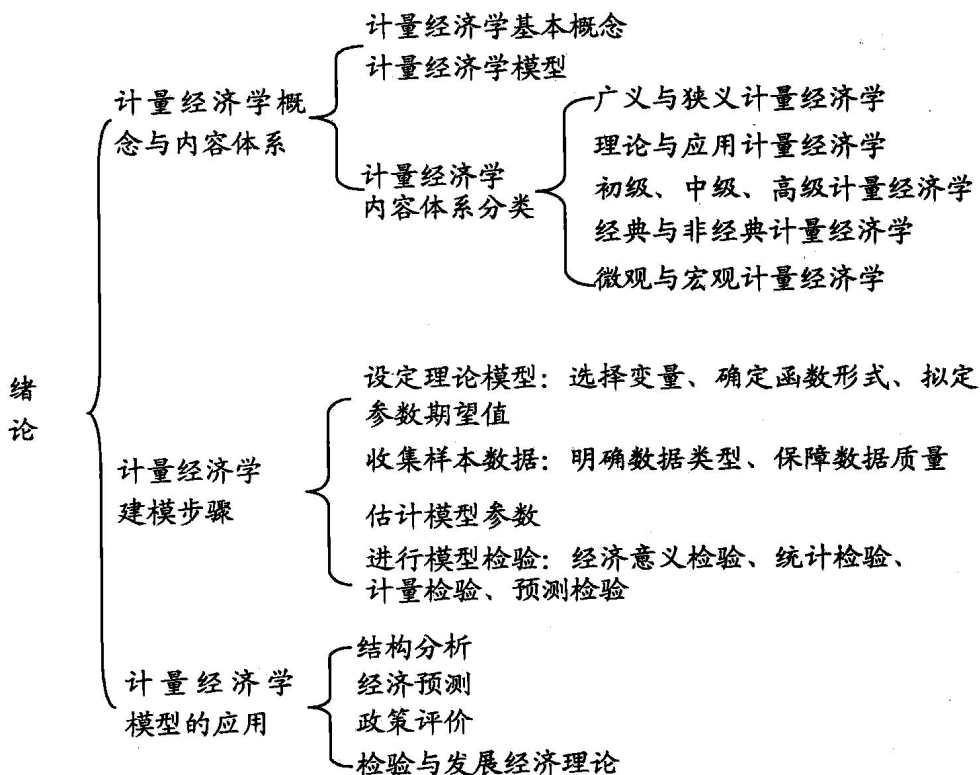 绪论
计量经济学概
念与内容体系
计量经济学基本概念
计量经济学模型
计量经济学
内容体系分类
广义与狭义计量经济学
理论与应用计量经济学
初级、中级、高级计量经济学
经典与非经典计量经济学
微观与宏观计量经济学
计量经济学
建模步骤
设定理论模型：选择变量、确定函数形式、拟定
参数期望值
收集样本数据：明确数据类型、保障数据质量
估计模型参数
进行模型检验：经济意义检验、统计检验、
计量检验、预测检验
计量经济学
模型的应用
结构分析
经济预测
政策评价
检验与发展经济理论